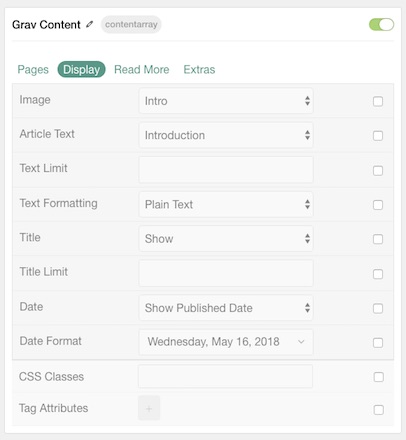 Grav Content contentarray
Pages Display Read More Extras
Image Intro
Article Text Introduction
Text Limit
Text Formatting Plain Text
Title Show
Title Limit
Date Show Published Date
Date Format Wednesday, May 16, 2018
CSS Classes
Tag Attributes +